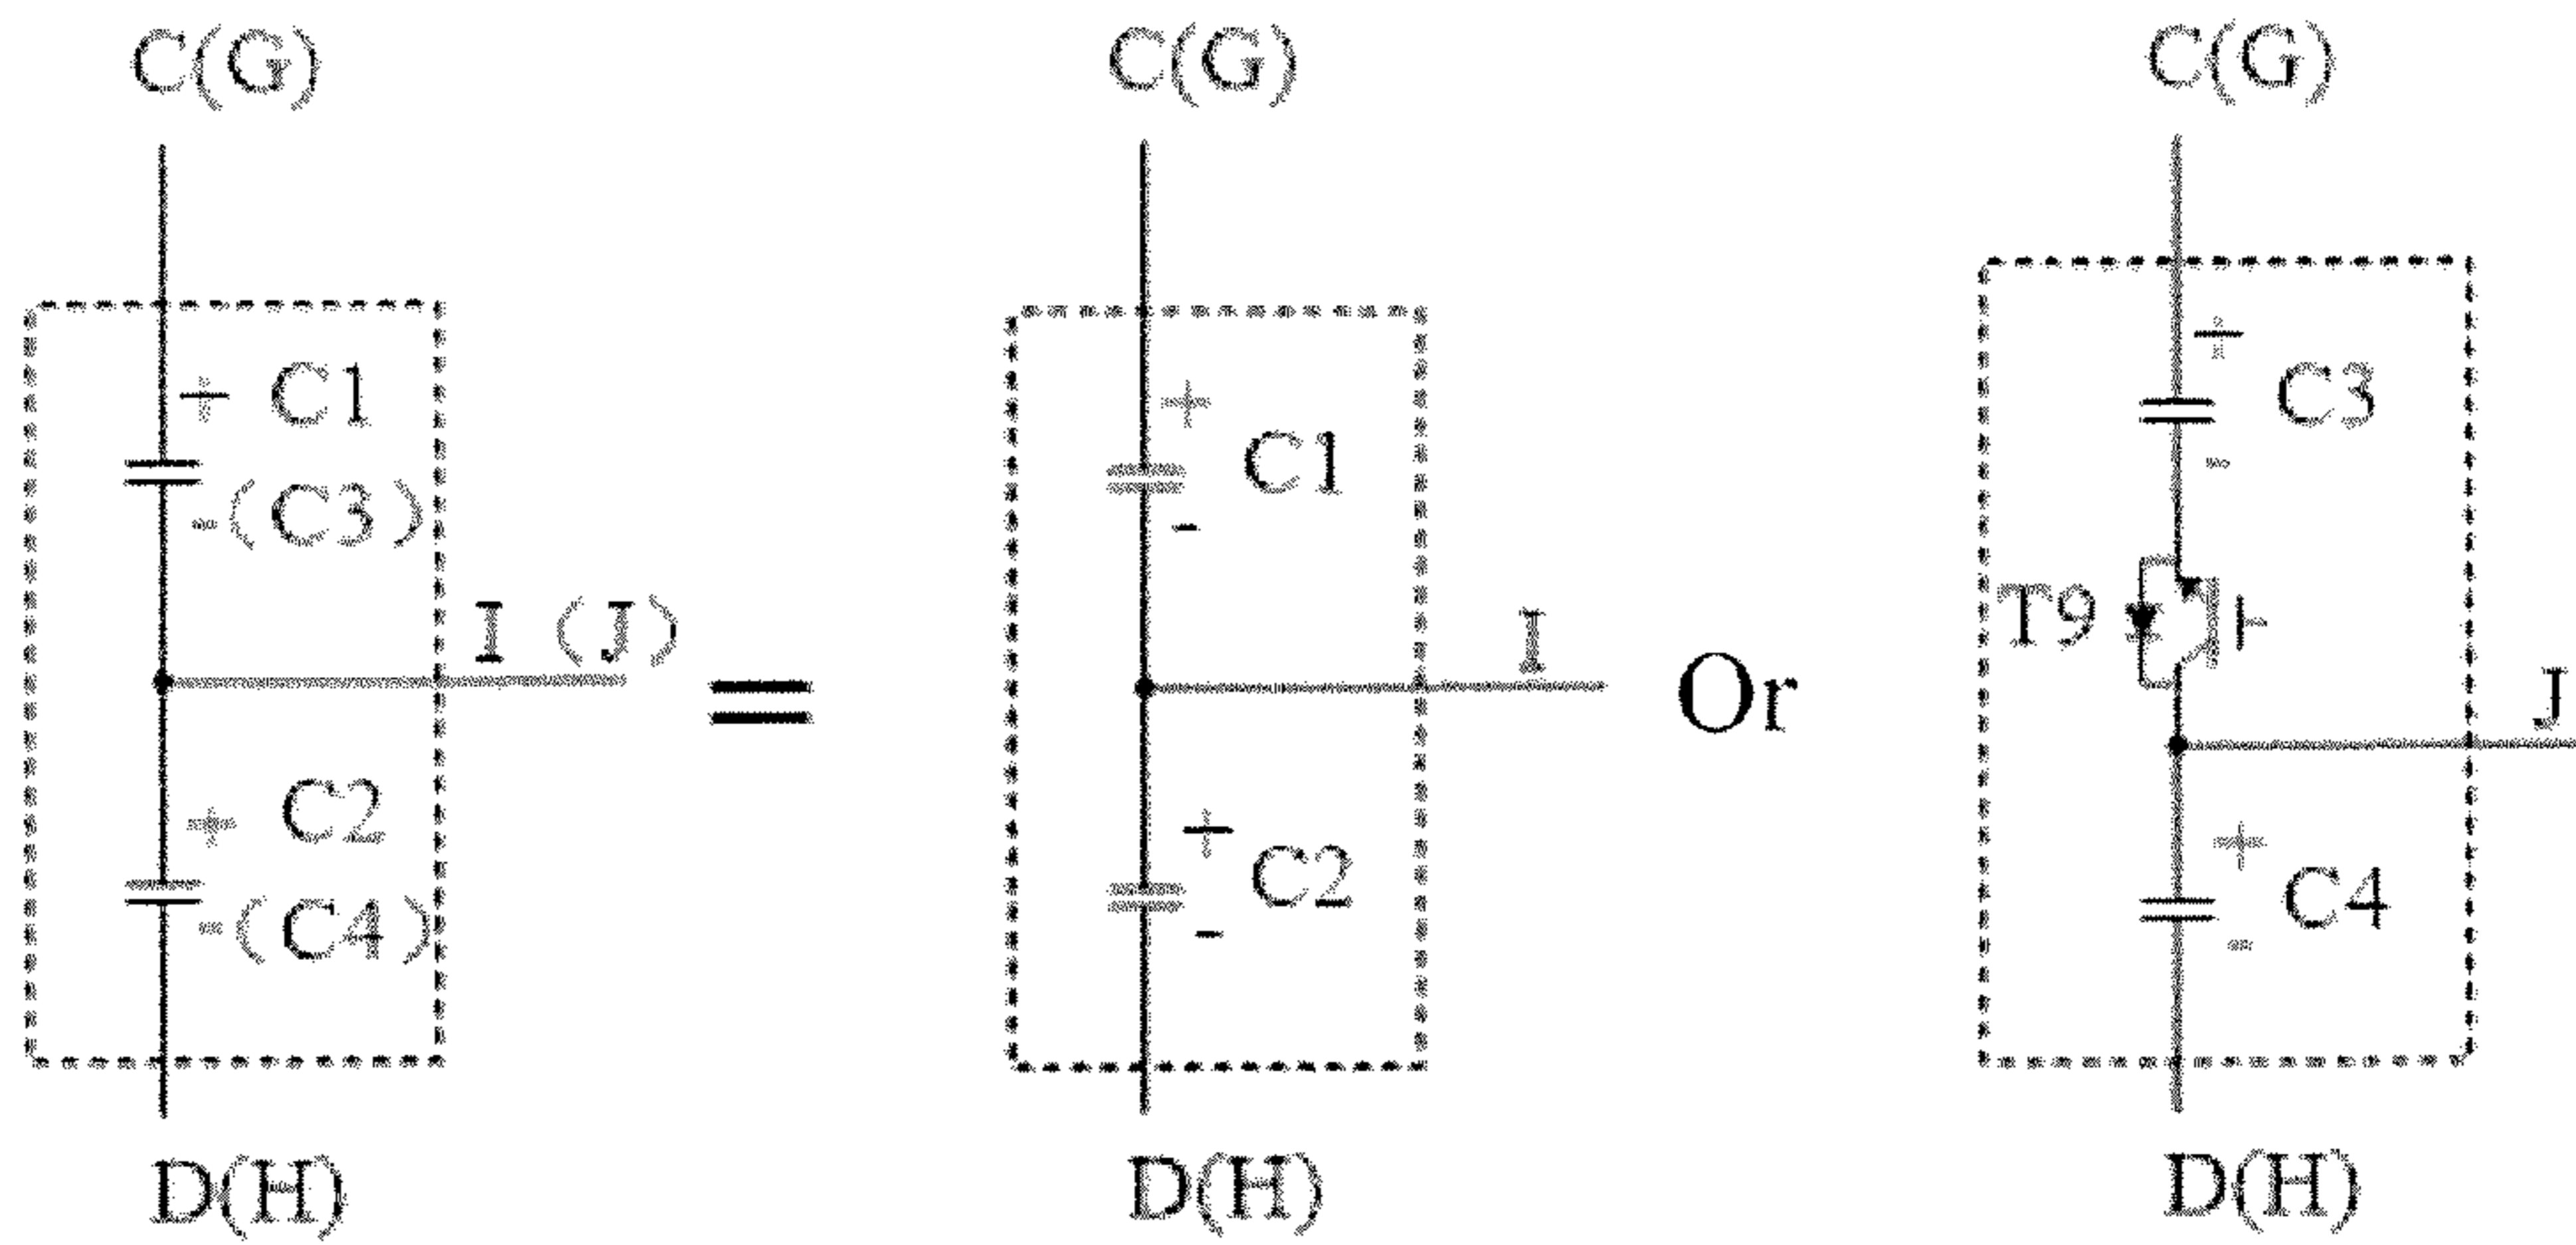 C(G)
+ C1
-(C3)
I (J)
+ C2
-(C4)
D(H)
=
C(G)
+
C1
-
I
+
C2
-
D(H)
Or
C(G)
+
C3
-
T9
J
+
C4
-
D(H)